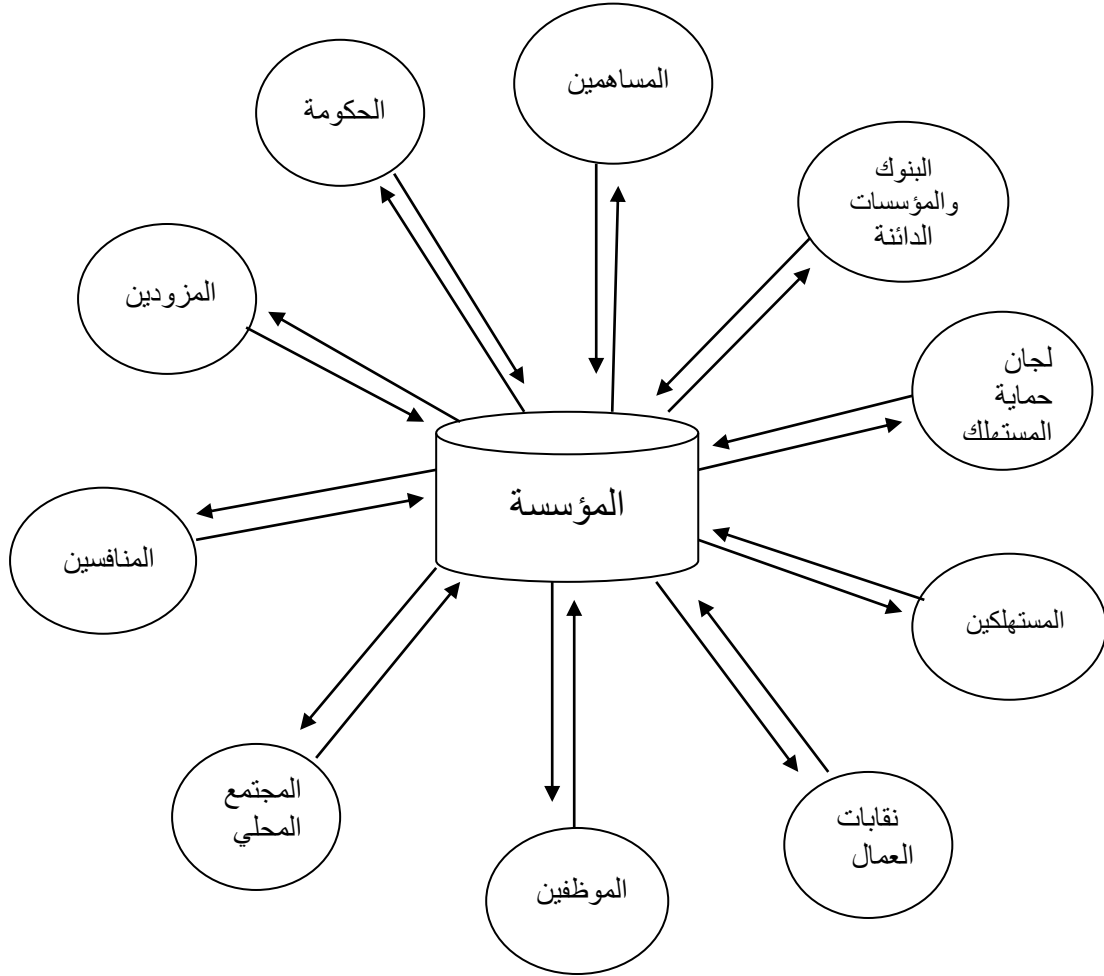 المساهمين
الحكومة
البنوك
والمؤسسات
الدائنة
المزودين
لجان
حماية
المستهلك
المؤسسة
المنافسين
المستهلكين
المجتمع
المحلي
نقابات
العمال
الموظفين